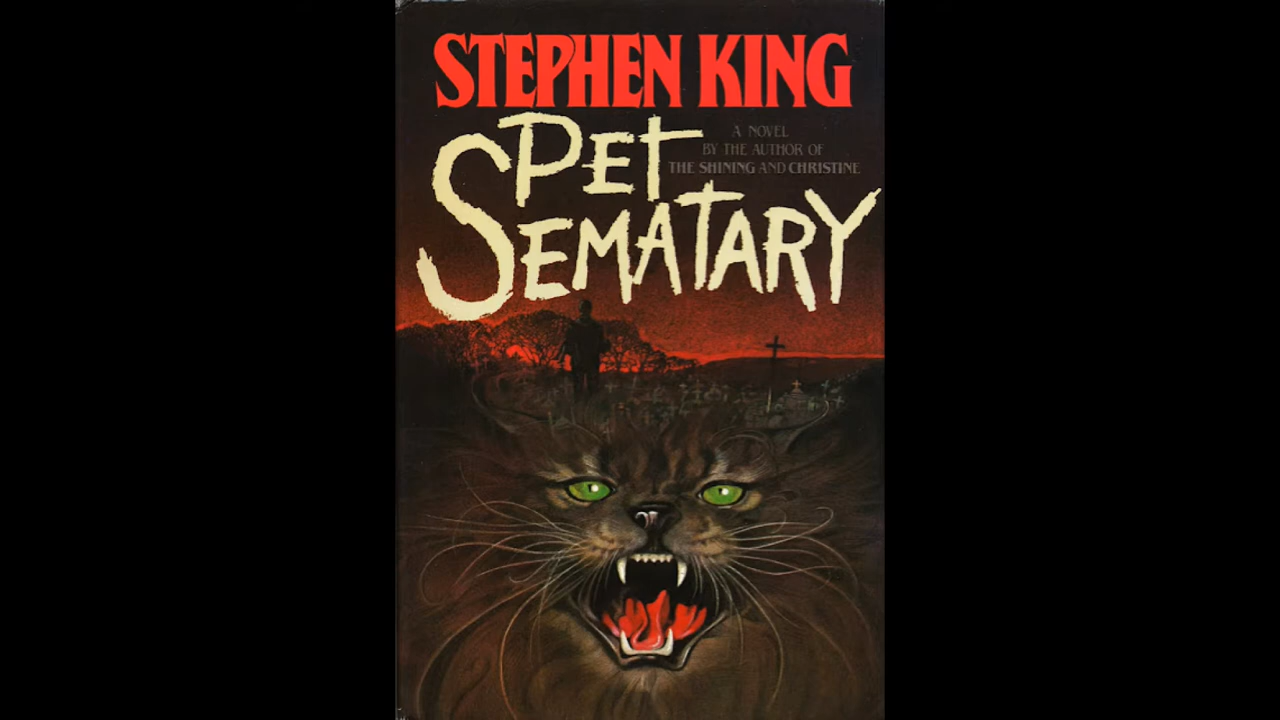 STEPHEN KING
PET
SEMATARY
A NOVEL
BY THE AUTHOR OF
THE SHINING AND CHRISTINE